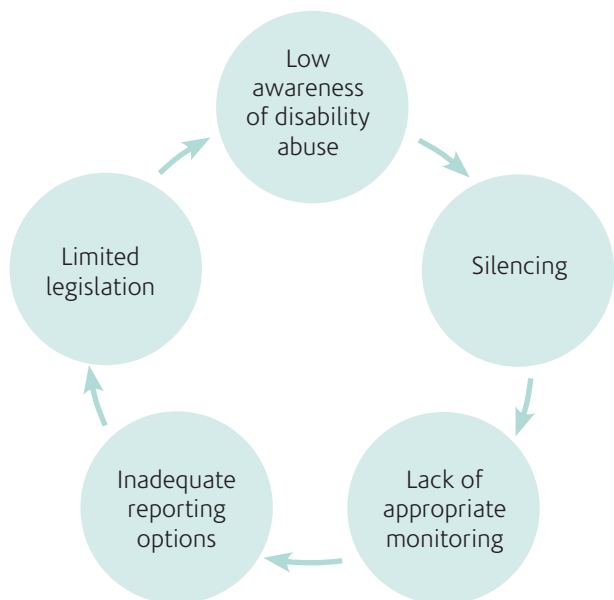 Low
awareness
of disability
abuse
Silencing
Lack of
appropriate
monitoring
Inadequate
reporting
options
Limited
legislation